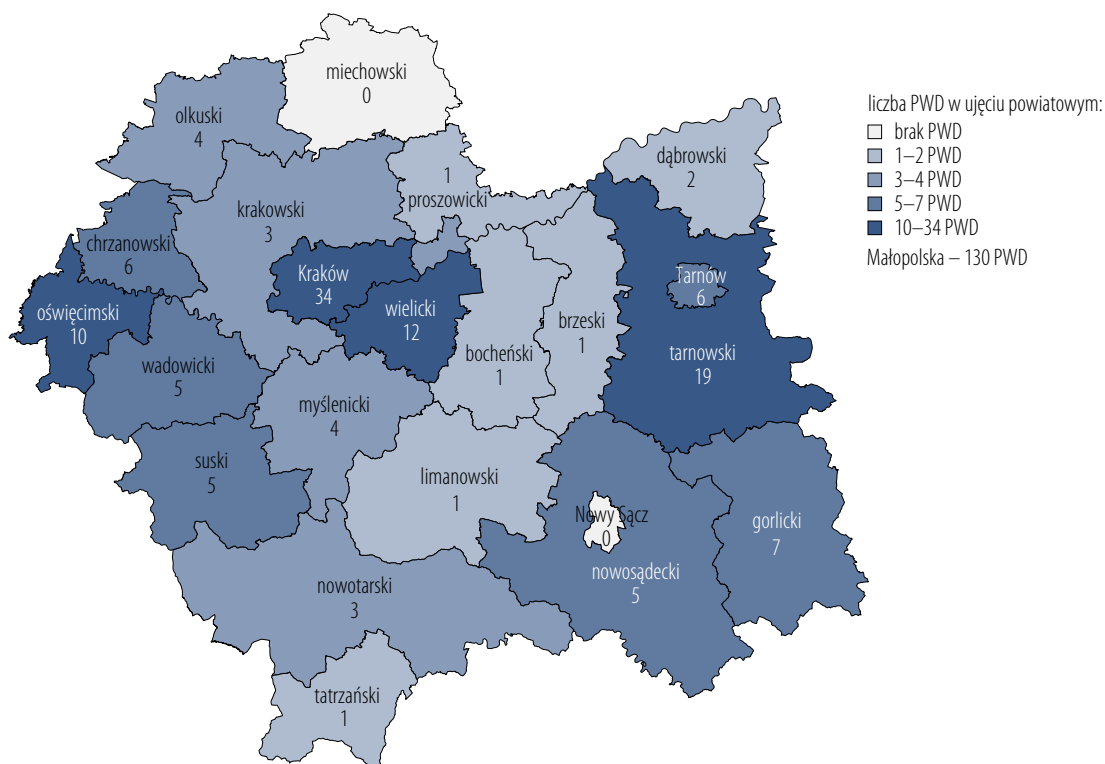 miechowski
0
olkuski
4
liczba PWD w ujęciu powiatowym:
brak PWD
1–2 PWD
3–4 PWD
5–7 PWD
10–34 PWD
Małopolska – 130 PWD
dąbrowski
2
1
proszowicki
krakowski
3
chrzanowski
6
Kraków
34
Tarnów
6
oświęcimski
10
wielicki
12
brzeski
1
bocheński
1
tarnowski
19
wadowicki
5
myślenicki
4
suski
5
limanowski
1
Nowy Sącz
0
gorlicki
7
nowosądecki
5
nowotarski
3
tatrzański
1